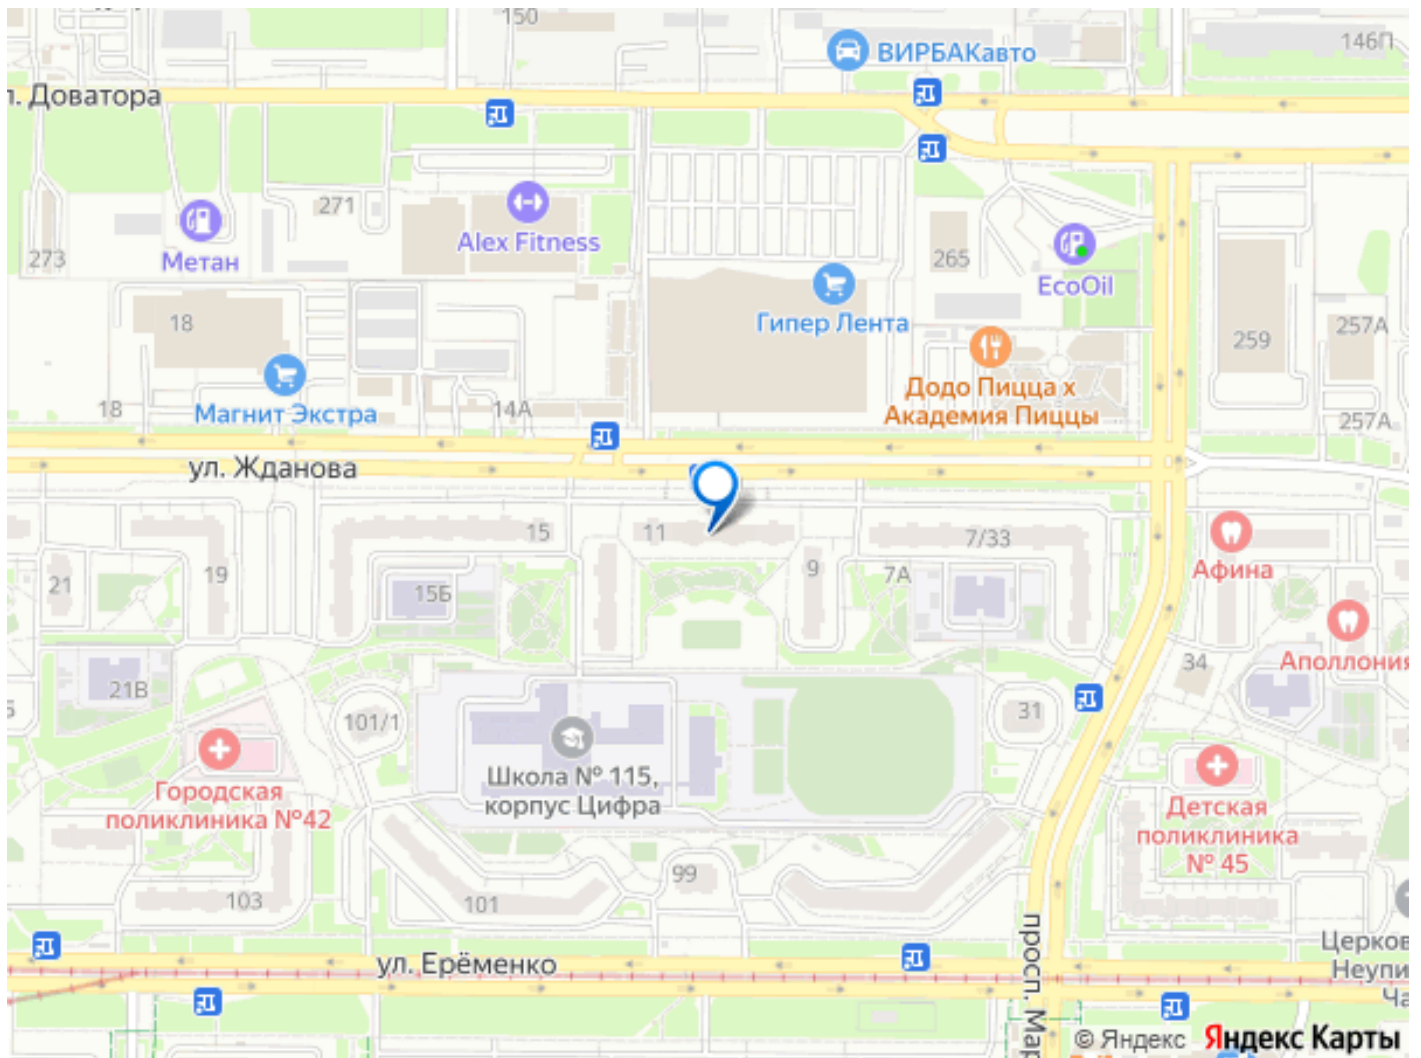 150
ВИРБАКавто
146П
л. Доватора
271
Alex Fitness
273
Метан
265
EcoOil
18
Гипер Лента
259
257А
Магнит Экстра
18
14А
Додо Пицца х
Академия Пиццы
257А
ул. Жданова
15
11
7/33
Афина
21
19
15Б
9
7А
Аполлония
34
21В
101/1
31
Школа № 115,
корпус Цифра
Городская
поликлиника №42
Детская
поликлиника
№ 45
99
103
101
просп. Мар
ул. Ерёменко
Церков
Неупи
Ча
© Яндекс Яндекс Карты